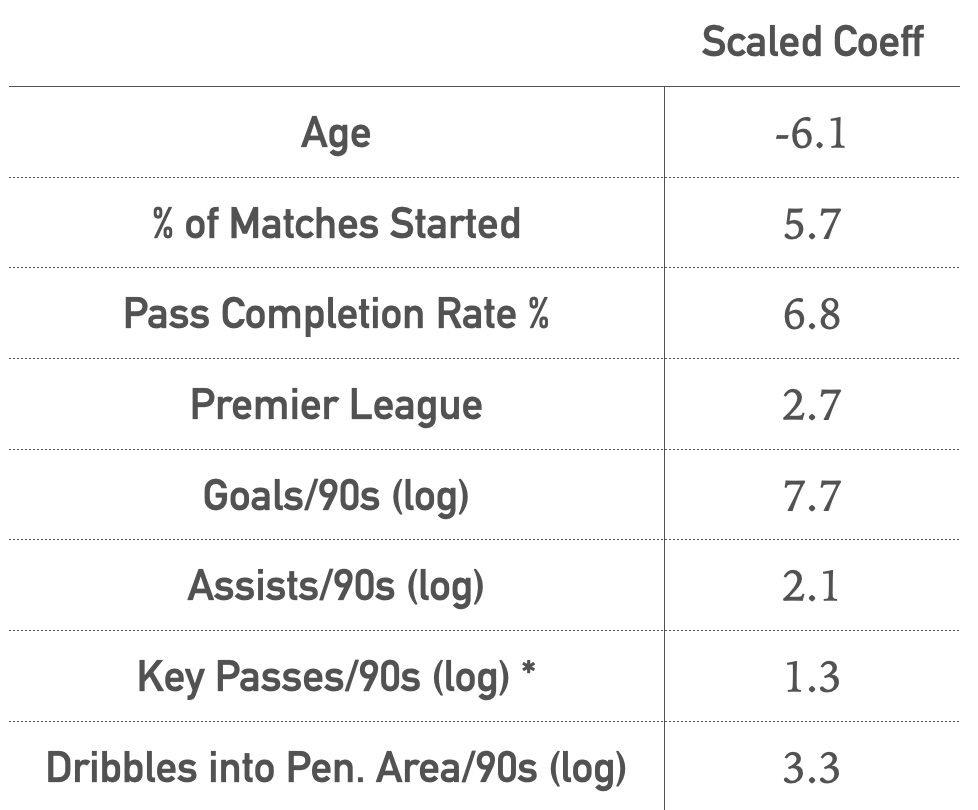 Scaled Coeff
Age -6.1
% of Matches Started 5.7
Pass Completion Rate % 6.8
Premier League 2.7
Goals/90s (log) 7.7
Assists/90s (log) 2.1
Key Passes/90s (log) * 1.3
Dribbles into Pen. Area/90s (log) 3.3